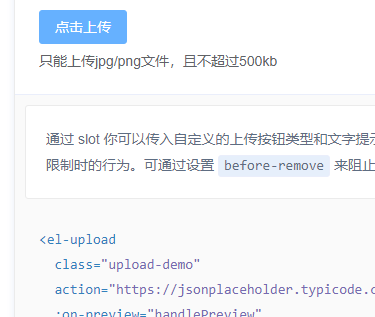 点击上传
只能上传jpg/png文件，且不超过500kb
通过 slot 你可以传入自定义的上传按钮类型和文字提示
限制时的行为。可通过设置 before-remove 来阻止
<el-upload
class="upload-demo"
action="https://jsonplaceholder.typicode.c
:on-preview="handlePreview"